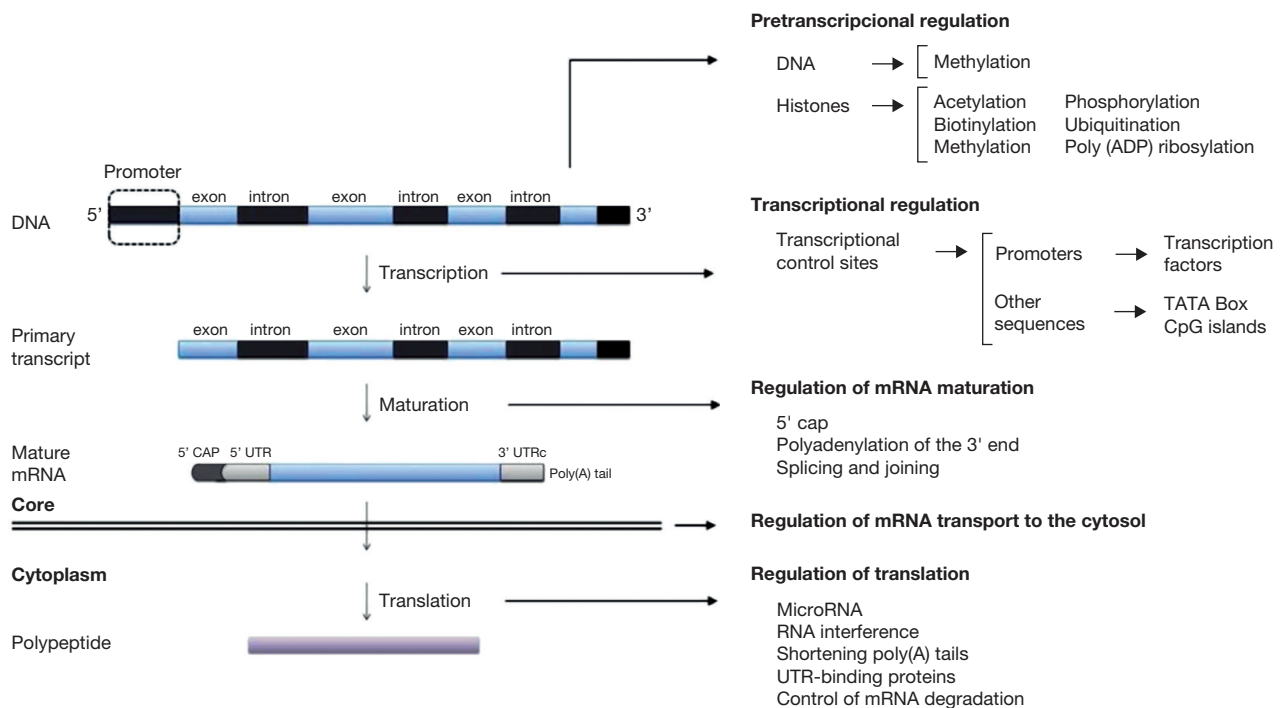 Pretranscripcional regulation
DNA
Methylation
Histones
Acetylation Phosphorylation
Biotinylation Ubiquitination
Methylation Poly (ADP) ribosylation
Promoter
exon intron exon intron exon intron
DNA
5’
3’
Transcriptional regulation
Transcriptional
control sites
Promoters
Transcription
factors
Other
sequences
TATA Box
CpG islands
Transcription
exon intron exon intron exon intron
Primary
transcript
Maturation
Regulation of mRNA maturation
5' cap
Polyadenylation of the 3' end
Splicing and joining
Mature
mRNA
5’ CAP 5’ UTR 3’ UTRc
Poly(A) tail
Core
Regulation of mRNA transport to the cytosol
Cytoplasm
Translation
Regulation of translation
MicroRNA
RNA interference
Shortening poly(A) tails
UTR-binding proteins
Control of mRNA degradation
Polypeptide